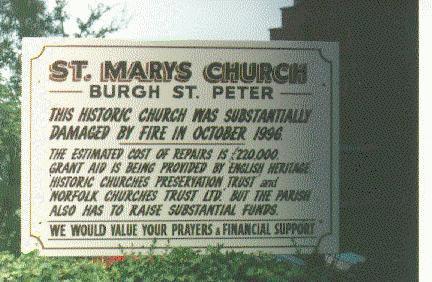 ST. MARYS CHURCH
BURGH ST. PETER
THIS HISTORIC CHURCH WAS SUBSTANTIALLY
DAMAGED BY FIRE IN OCTOBER 1996
THE ESTIMATED COST OF REPAIRS IS £220,000.
GRANT AID IS BEING PROVIDED BY ENGLISH HERITAGE
HISTORIC CHURCHES PRESERVATION TRUST and
NORFOLK CHURCHES TRUST LTD. BUT THE PARISH
ALSO HAS TO RAISE SUBSTANTIAL FUNDS.
WE WOULD VALUE YOUR PRAYERS & FINANCIAL SUPPORT